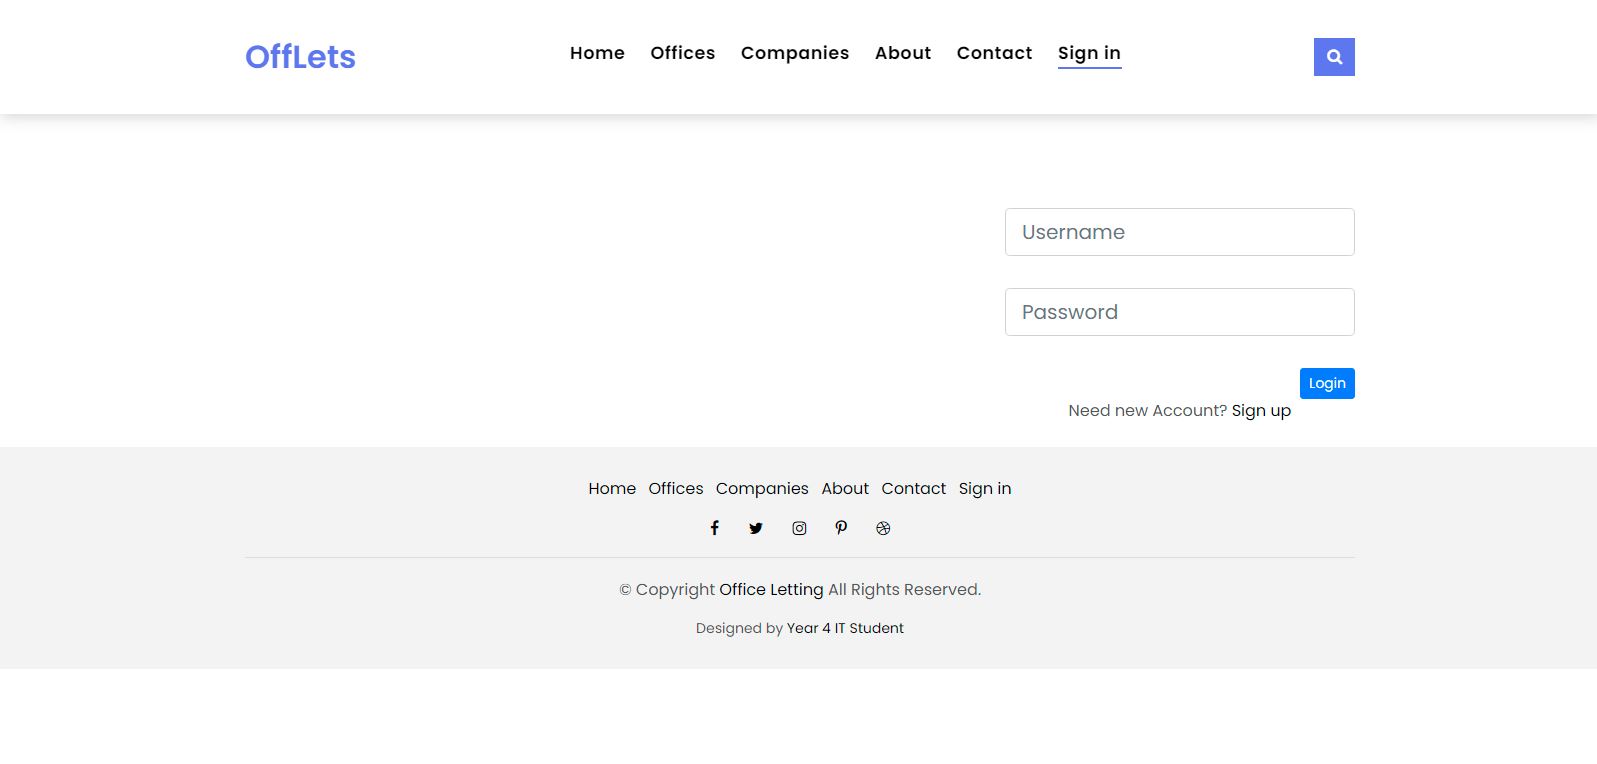 OffLets Home Offices Companies About Contact Sign in
Username
Password
Login
Need new Account? Sign up
Home Offices Companies About Contact Sign in
© Copyright Office Letting All Rights Reserved.
Designed by Year 4 IT Student